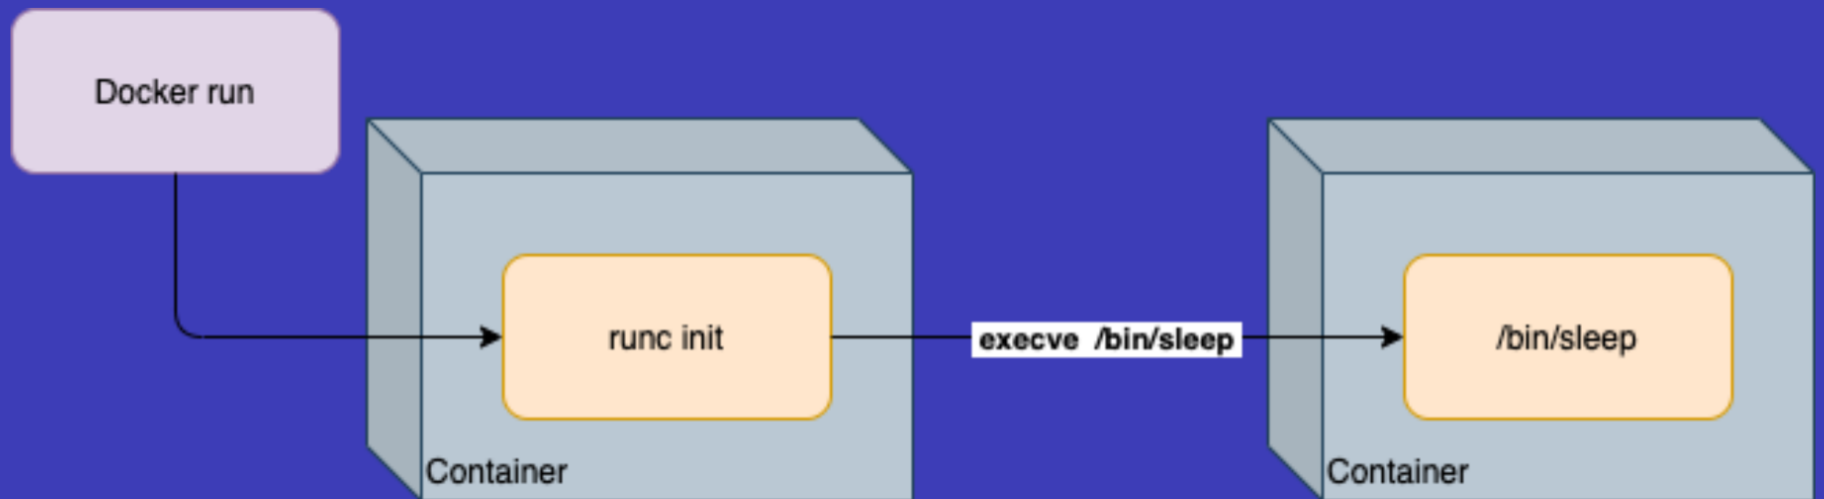 Docker run
runc init
execve /bin/sleep
/bin/sleep
Container
Container